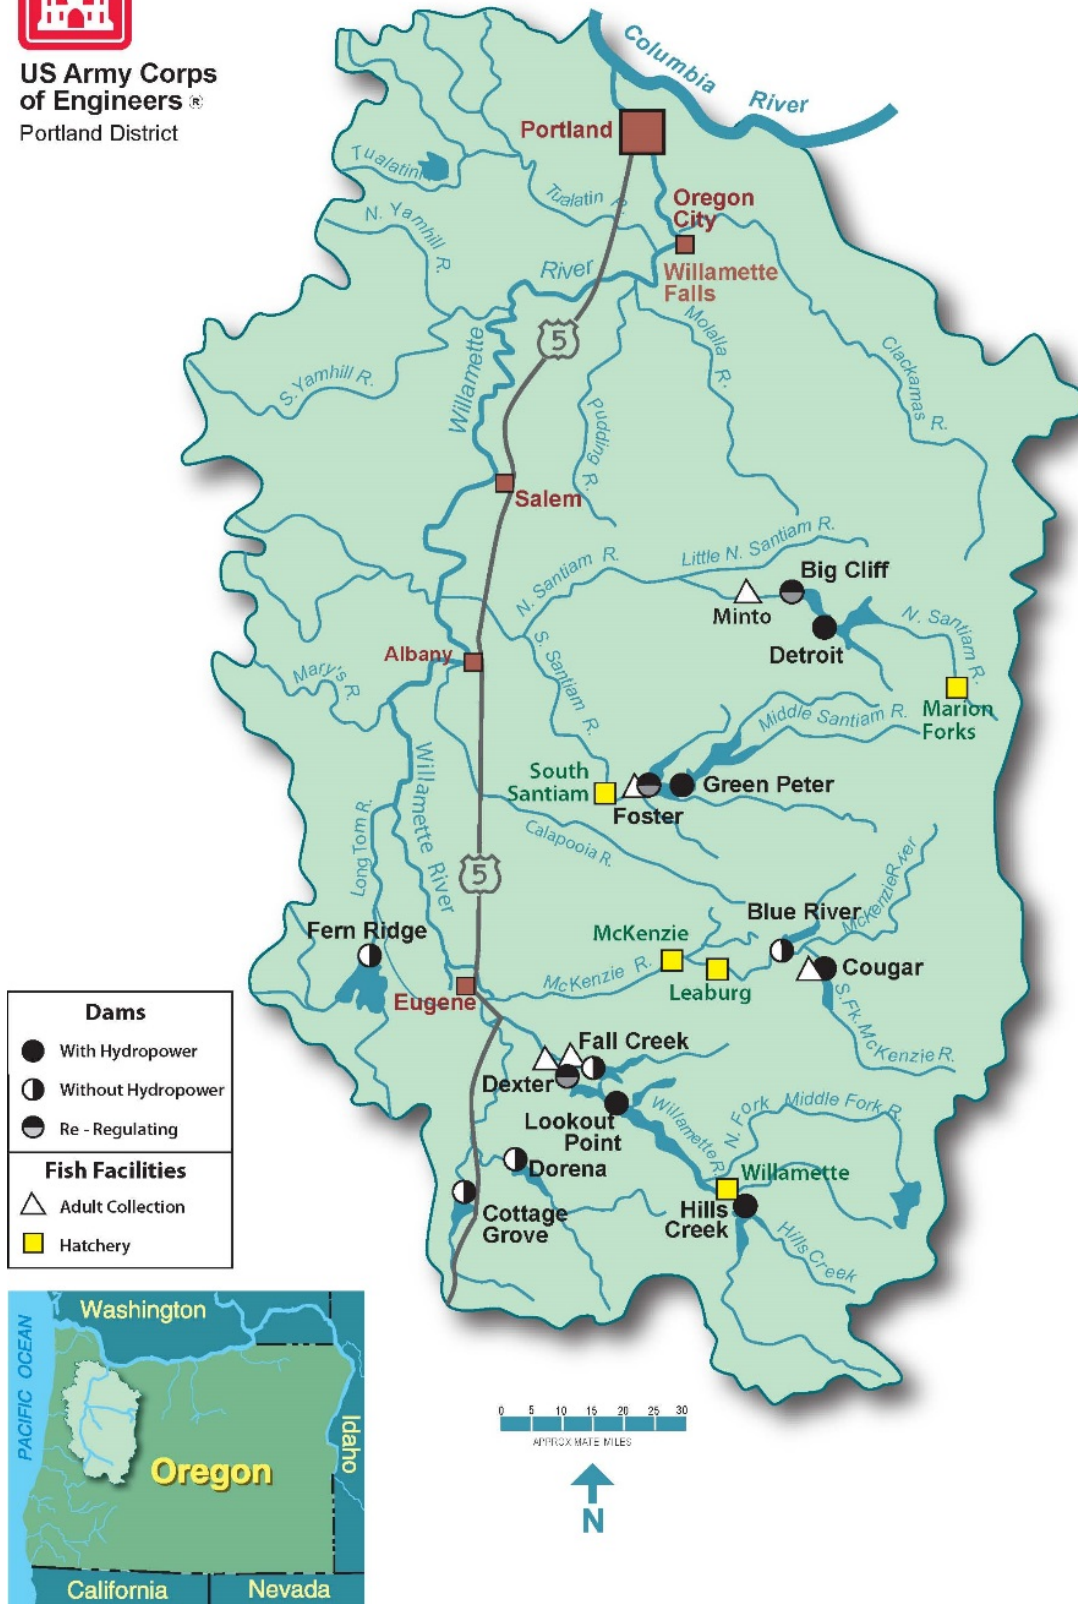 US Army Corps
of Engineers ®
Portland District
Columbia River
Portland
Tualatin
Tualatin R.
Oregon
City
N. Yamhill R.
River
Willamette
Falls
Willamette
5
Molalla R.
Clackamas R.
S. Yamhill R.
Pudding R.
Salem
Little N. Santiam R.
N. Santiam R.
Big Cliff
Minto
N. Santiam R.
S. Santiam R.
Detroit
Albany
Mary's R.
Marion
Forks
Middle Santiam R.
Willamette River
South
Santiam
Green Peter
Foster
Long Tom R.
Calapooia R.
5
McKenzie River
Blue River
Fern Ridge
McKenzie
McKenzie R.
Cougar
Leaburg
Eugene
S. Fk. McKenzie R.
Fall Creek
Dexter
Lookout
Point
Willamette R.
N. Fork Middle Fork R.
Dorena
Willamette
Cottage
Grove
Hills
Creek
Hills Creek
Dams
With Hydropower
Without Hydropower
Re - Regulating
Fish Facilities
Adult Collection
Hatchery
Washington
PACIFIC OCEAN
Idaho
Oregon
California
Nevada
0 5 10 15 20 25 30
APPROXIMATE MILES
N